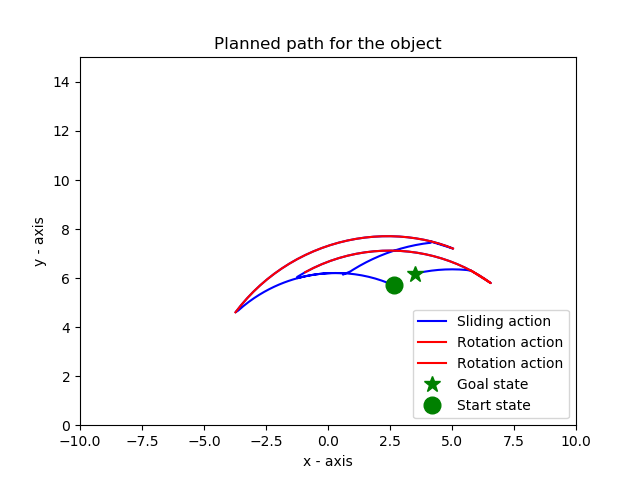 Planned path for the object
14
12
10
8
6
4
2
0
y - axis
−10.0 −7.5 −5.0 −2.5 0.0 2.5 5.0 7.5 10.0
x - axis
Sliding action
Rotation action
Rotation action
Goal state
Start state